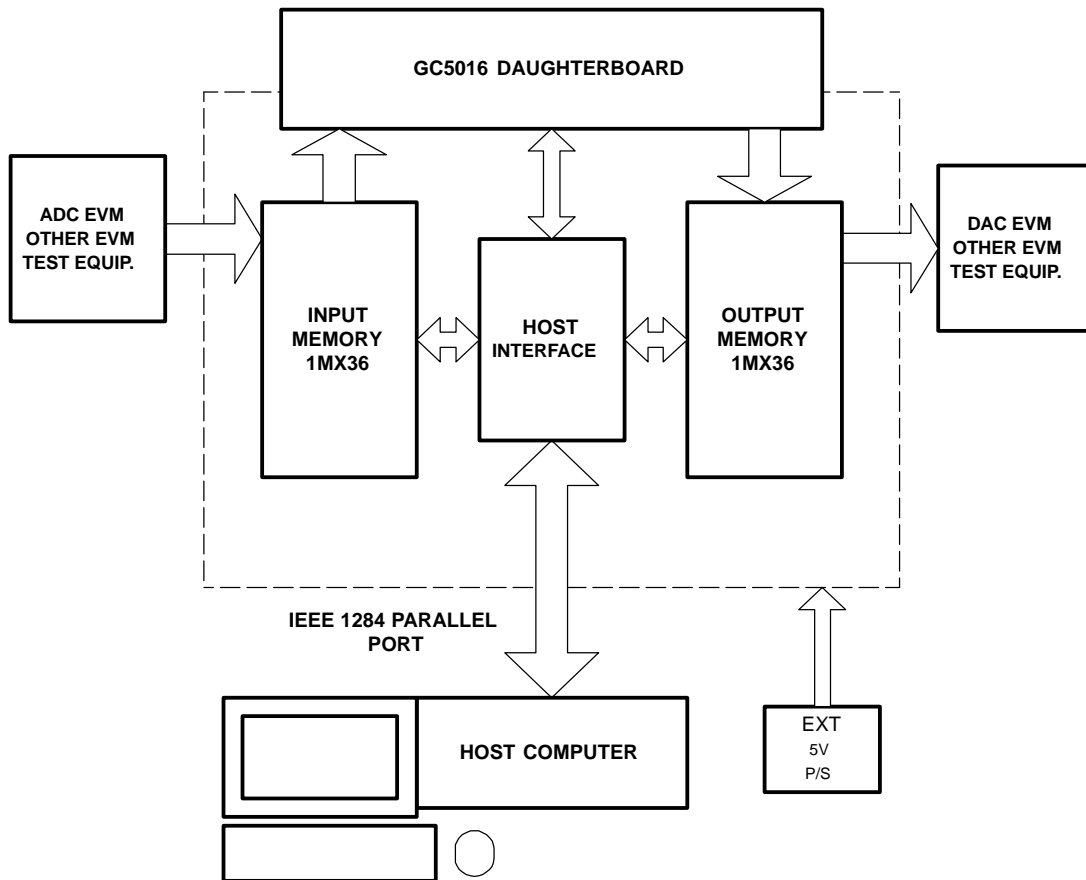 GC5016 DAUGHTERBOARD
ADC EVM
OTHER EVM
TEST EQUIP.
INPUT
MEMORY
1MX36
HOST
INTERFACE
OUTPUT
MEMORY
1MX36
DAC EVM
OTHER EVM
TEST EQUIP.
IEEE 1284 PARALLEL
PORT
HOST COMPUTER
EXT
5V
P/S